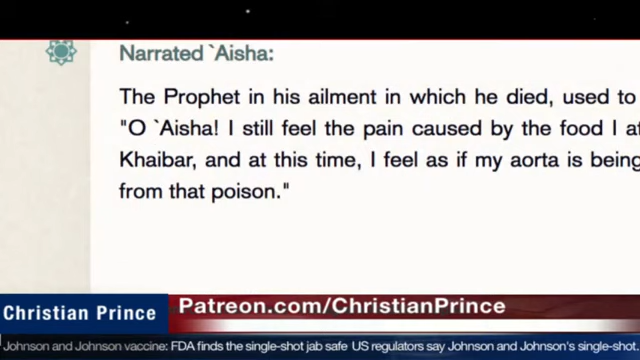 Narrated `Aisha:
The Prophet in his ailment in which he died, used to
"O `Aisha! I still feel the pain caused by the food I
Khaibar, and at this time, I feel as if my aorta is being
from that poison."
Patreon.com/ChristianPrince
Christian Prince
Johnson and Johnson vaccine: FDA finds the single-shot jab safe US regulators say Johnson and Johnson's single-shot.